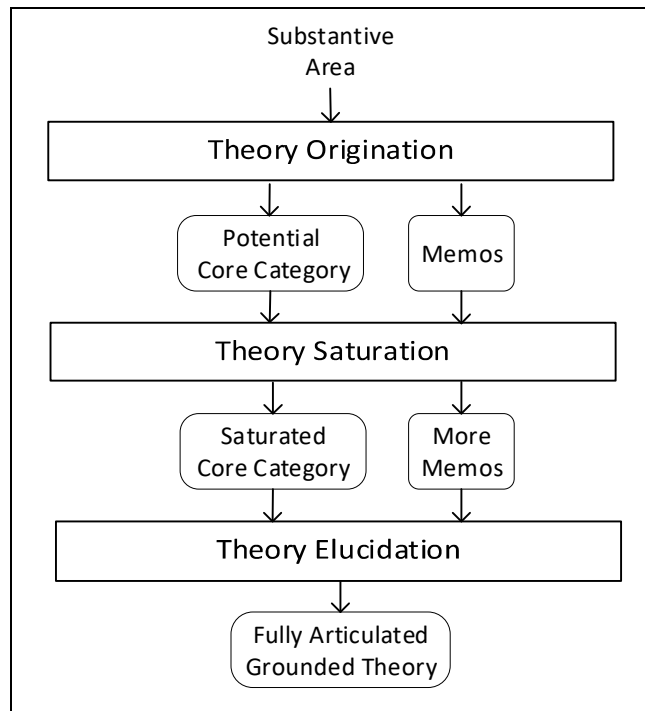 Substantive
Area
Theory Origination
Potential
Core Category
Memos
Theory Saturation
Saturated
Core Category
More
Memos
Theory Elucidation
Fully Articulated
Grounded Theory